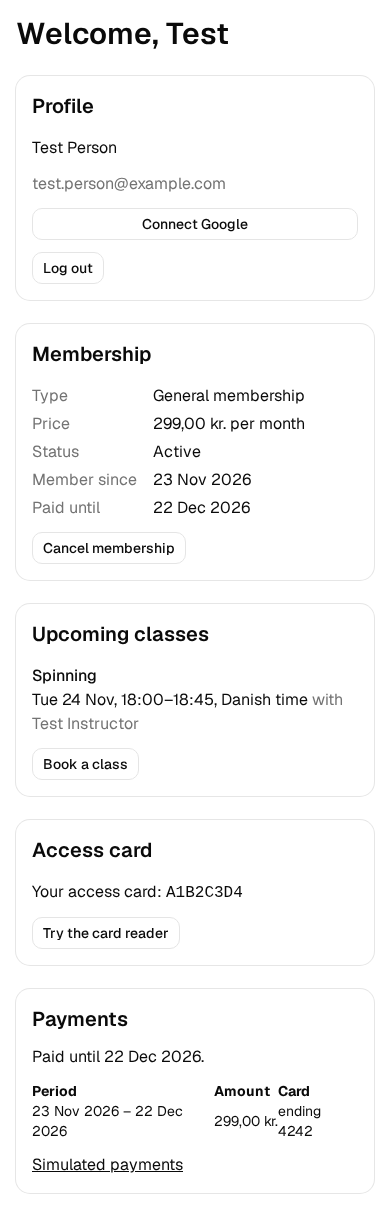 Welcome, Test
Profile
Test Person
test.person@example.com
Connect Google
Log out
Membership
Type General membership
Price 299,00 kr. per month
Status Active
Member since 23 Nov 2026
Paid until 22 Dec 2026
Cancel membership
Upcoming classes
Spinning
Tue 24 Nov, 18:00–18:45, Danish time with
Test Instructor
Book a class
Access card
Your access card: A1B2C3D4
Try the card reader
Payments
Paid until 22 Dec 2026.
Period Amount Card
23 Nov 2026 – 22 Dec 2026 299,00 kr. ending 4242
Simulated payments